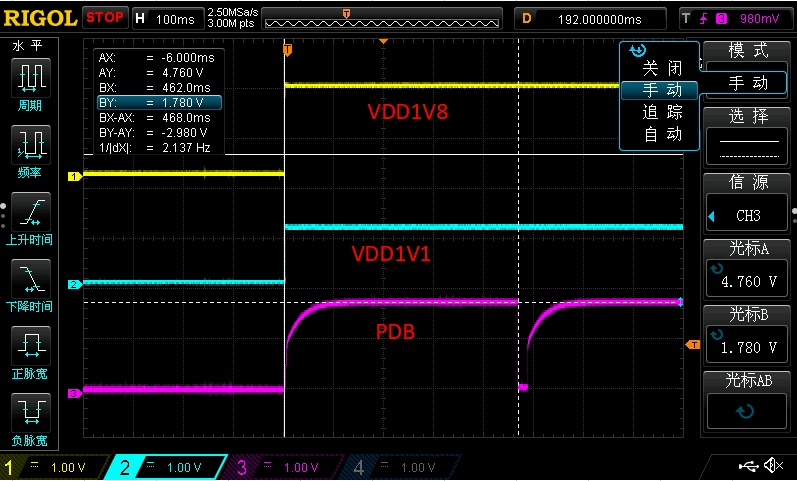 RIGOL STOP H 100ms 2.50MSa/s 3.00M pts D 192.000000ms T 3 980mV
水 平
周期
频率
上升时间
下降时间
正脉宽
负脉宽
AX: = -6.000ms
AY: = 4.760 V
BX: = 462.0ms
BY: = 1.780 V
BX-AX: = 468.0ms
BY-AY: = -2.980 V
1/|dX|: = 2.137 Hz
T
VDD1V8
VDD1V1
PDB
1
2
3
T
关 闭
手 动
追 踪
自 动
模 式
手 动
选 择
信 源
CH3
光标A
4.760 V
光标B
1.780 V
光标AB
1 1.00 V 2 1.00 V 3 1.00 V 4 1.00 V